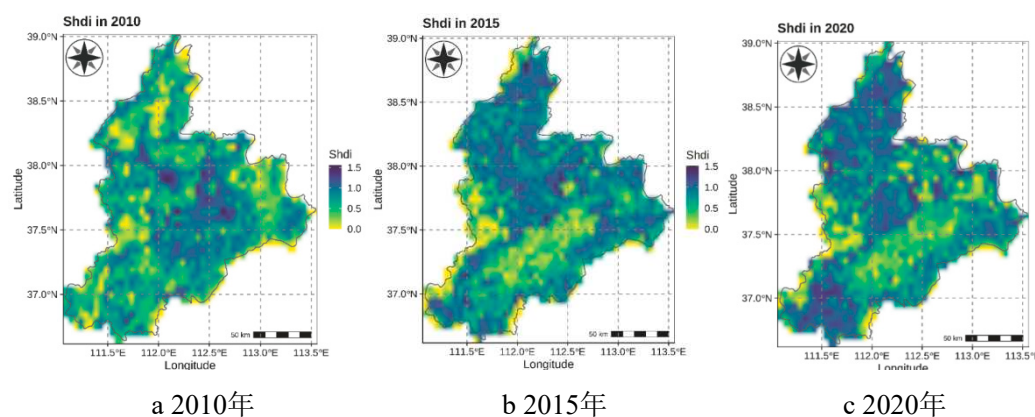 Shdi in 2010
39.0°N
38.5°N
38.0°N
37.5°N
37.0°N
Latitude
111.5°E 112.0°E 112.5°E 113.0°E 113.5°E
Longitude
50 km
Shdi
1.5
1.0
0.5
0.0
a 2010年
Shdi in 2015
39.0°N
38.5°N
38.0°N
37.5°N
37.0°N
Latitude
111.5°E 112.0°E 112.5°E 113.0°E 113.5°E
Longitude
50 km
Shdi
1.5
1.0
0.5
0.0
b 2015年
Shdi in 2020
39.0°N
38.5°N
38.0°N
37.5°N
37.0°N
Latitude
111.5°E 112.0°E 112.5°E 113.0°E 113.5°E
Longitude
50 km
c 2020年